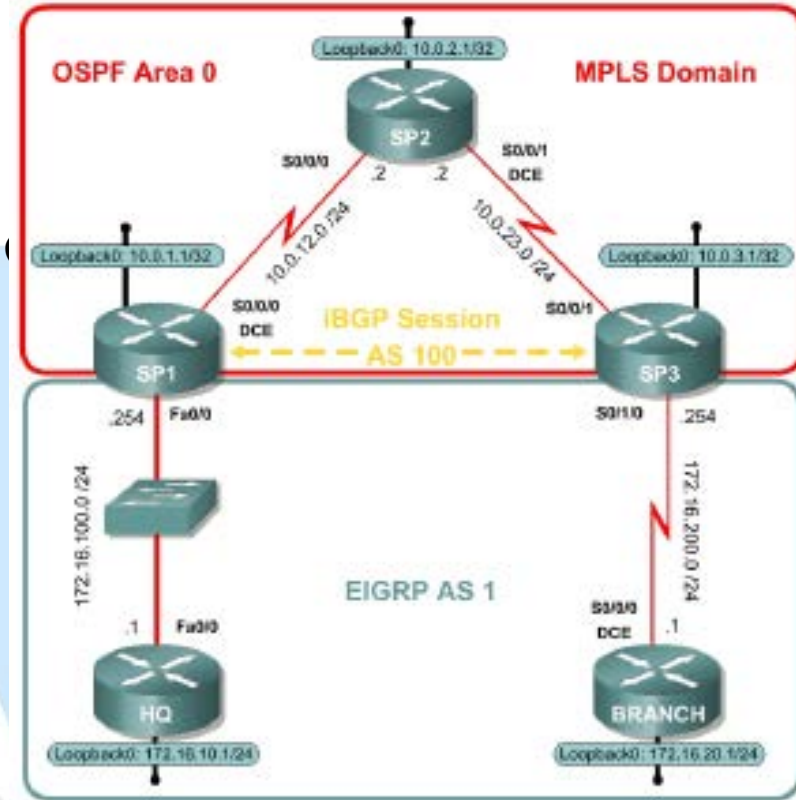 Loopback0: 10.0.2.1/32
OSPF Area 0
MPLS Domain
SP2
S0/0/0
.2
.2
S0/0/1
DCE
10.0.12.0 /24
10.0.23.0 /24
Loopback0: 10.0.1.1/32
Loopback0: 10.0.3.1/32
S0/0/0
DCE
iBGP Session
AS 100
S0/0/1
SP1
SP3
.254
Fa0/0
S0/1/0
.254
172.16.100.0 /24
172.16.200.0 /24
EIGRP AS 1
.1
Fa0/0
S0/0/0
DCE
.1
HQ
BRANCH
Loopback0: 172.16.10.1/24
Loopback0: 172.16.20.1/24